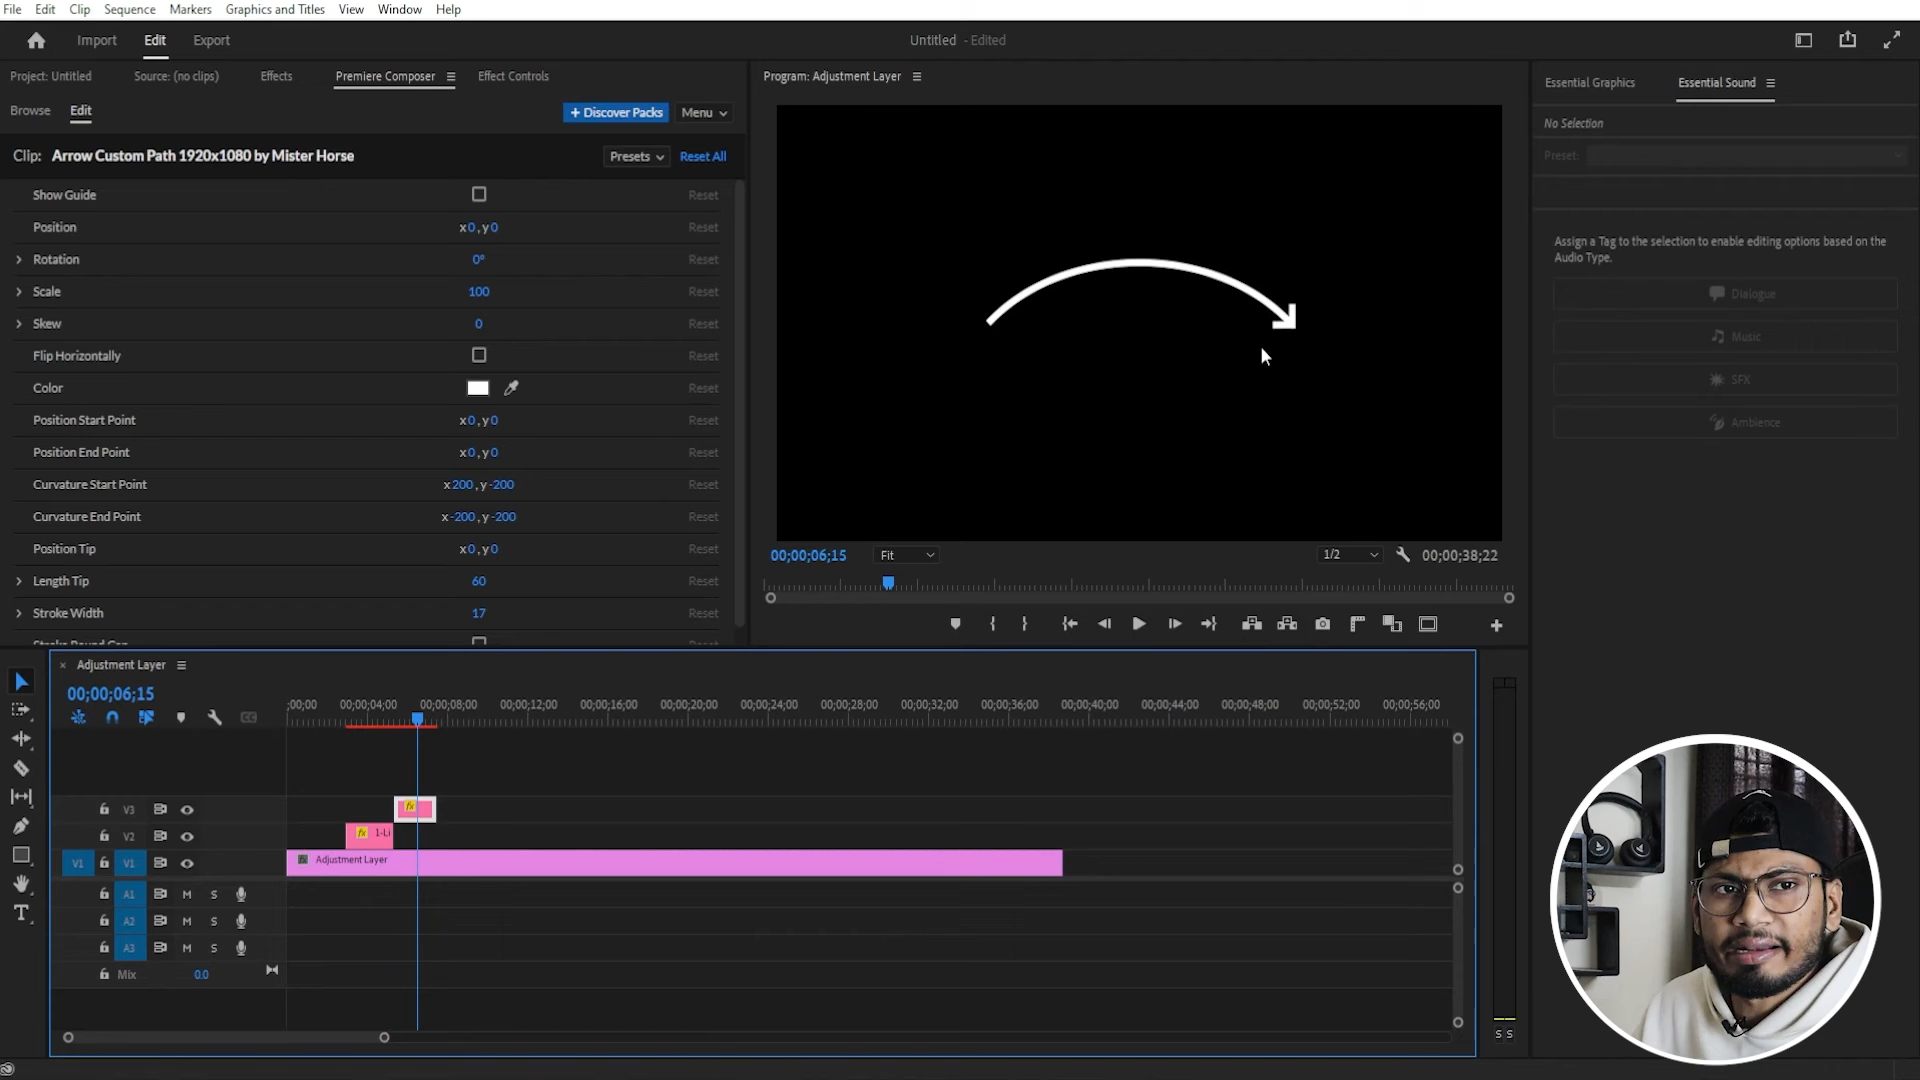 File Edit Clip Sequence Markers Graphics and Titles View Window Help
Import Edit Export Untitled - Edited
Project: Untitled Source: (no clips) Effects Premiere Composer Effect Controls
Browse Edit + Discover Packs Menu
Clip: Arrow Custom Path 1920x1080 by Mister Horse Presets Reset All
Show Guide Reset
Position x 0 , y 0 Reset
Rotation 0° Reset
Scale 100 Reset
Skew 0 Reset
Flip Horizontally Reset
Color Reset
Position Start Point x 0 , y 0 Reset
Position End Point x 0 , y 0 Reset
Curvature Start Point x 200 , y -200 Reset
Curvature End Point x -200 , y -200 Reset
Position Tip x 0 , y 0 Reset
Length Tip 60 Reset
Stroke Width 17 Reset
Program: Adjustment Layer
00;00;06;15 Fit 1/2 00;00;38;22
Essential Graphics Essential Sound
No Selection
Preset:
Assign a Tag to the selection to enable editing options based on the
Audio Type.
Dialogue
Music
SFX
Ambience
× Adjustment Layer
00;00;06;15
;00;00 00;00;04;00 00;00;08;00 00;00;12;00 00;00;16;00 00;00;20;00 00;00;24;00 00;00;28;00 00;00;32;00 00;00;36;00 00;00;40;00 00;00;44;00 00;00;48;00 00;00;52;00 00;00;56;00
V3 fx
V2 fx 1-Li
V1 V1 fx Adjustment Layer
A1 M S
A2 M S
A3 M S
Mix 0.0
S S